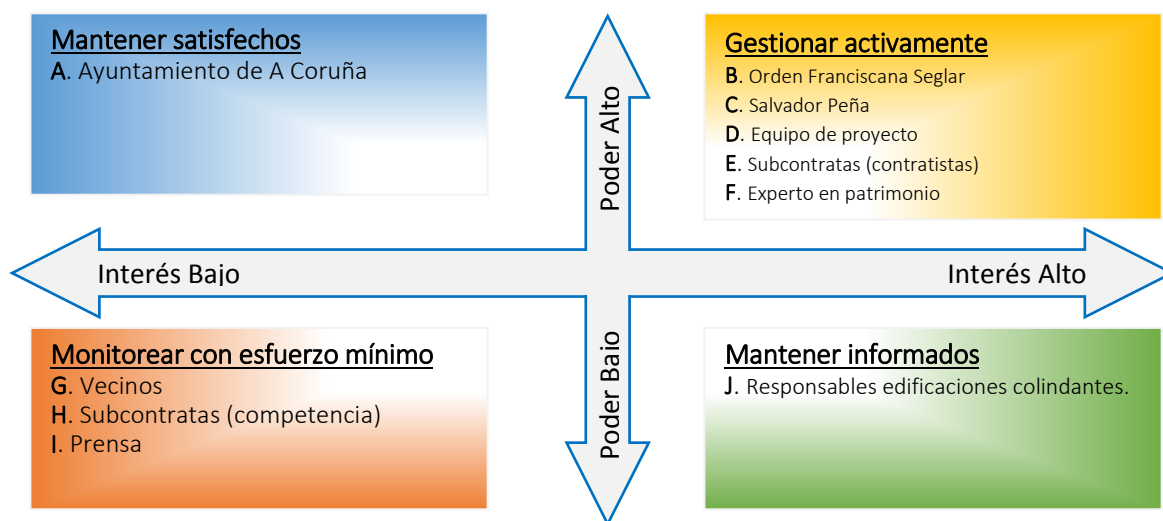 Mantener satisfechos
A. Ayuntamiento de A Coruña
Poder Alto
Gestionar activamente
B. Orden Franciscana Seglar
C. Salvador Peña
D. Equipo de proyecto
E. Subcontratas (contratistas)
F. Experto en patrimonio
Interés Bajo
Interés Alto
Monitorear con esfuerzo mínimo
G. Vecinos
H. Subcontratas (competencia)
I. Prensa
Poder Bajo
Mantener informados
J. Responsables edificaciones colindantes.